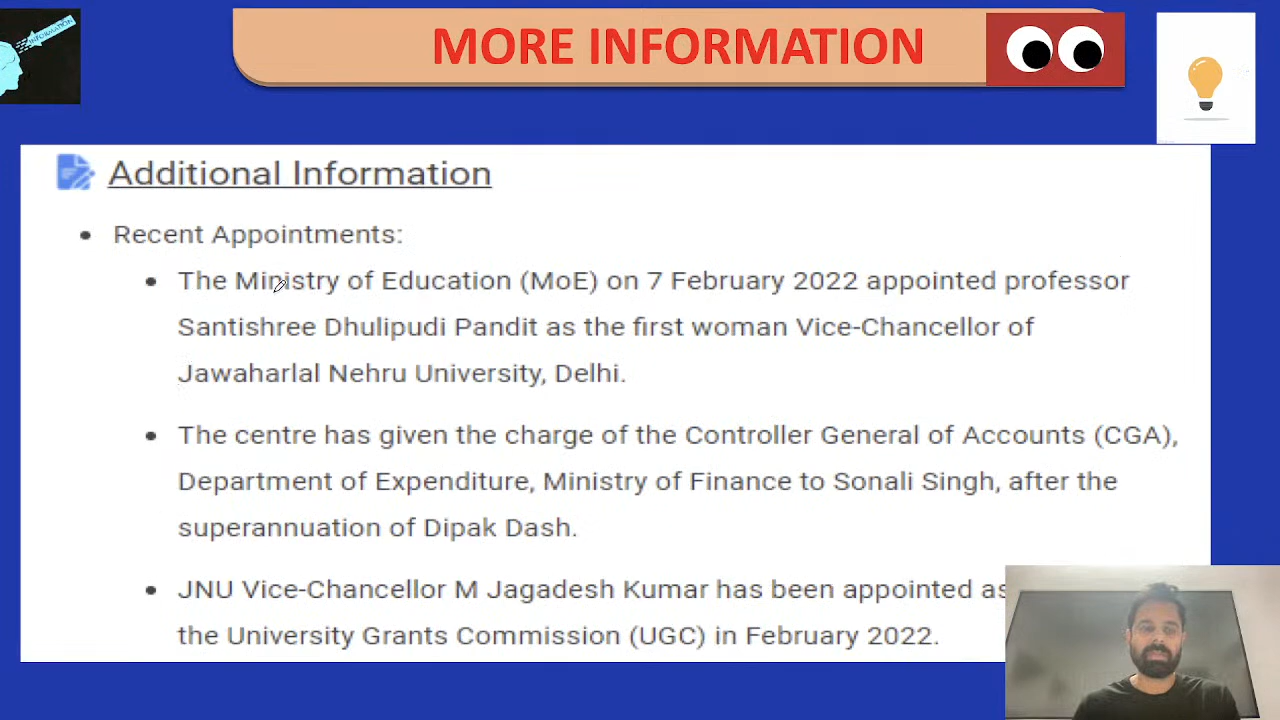 INFORMATION
MORE INFORMATION
Additional Information
Recent Appointments:
The Ministry of Education (MoE) on 7 February 2022 appointed professor
Santishree Dhulipudi Pandit as the first woman Vice-Chancellor of
Jawaharlal Nehru University, Delhi.
The centre has given the charge of the Controller General of Accounts (CGA),
Department of Expenditure, Ministry of Finance to Sonali Singh, after the
superannuation of Dipak Dash.
JNU Vice-Chancellor M Jagadesh Kumar has been appointed as
the University Grants Commission (UGC) in February 2022.